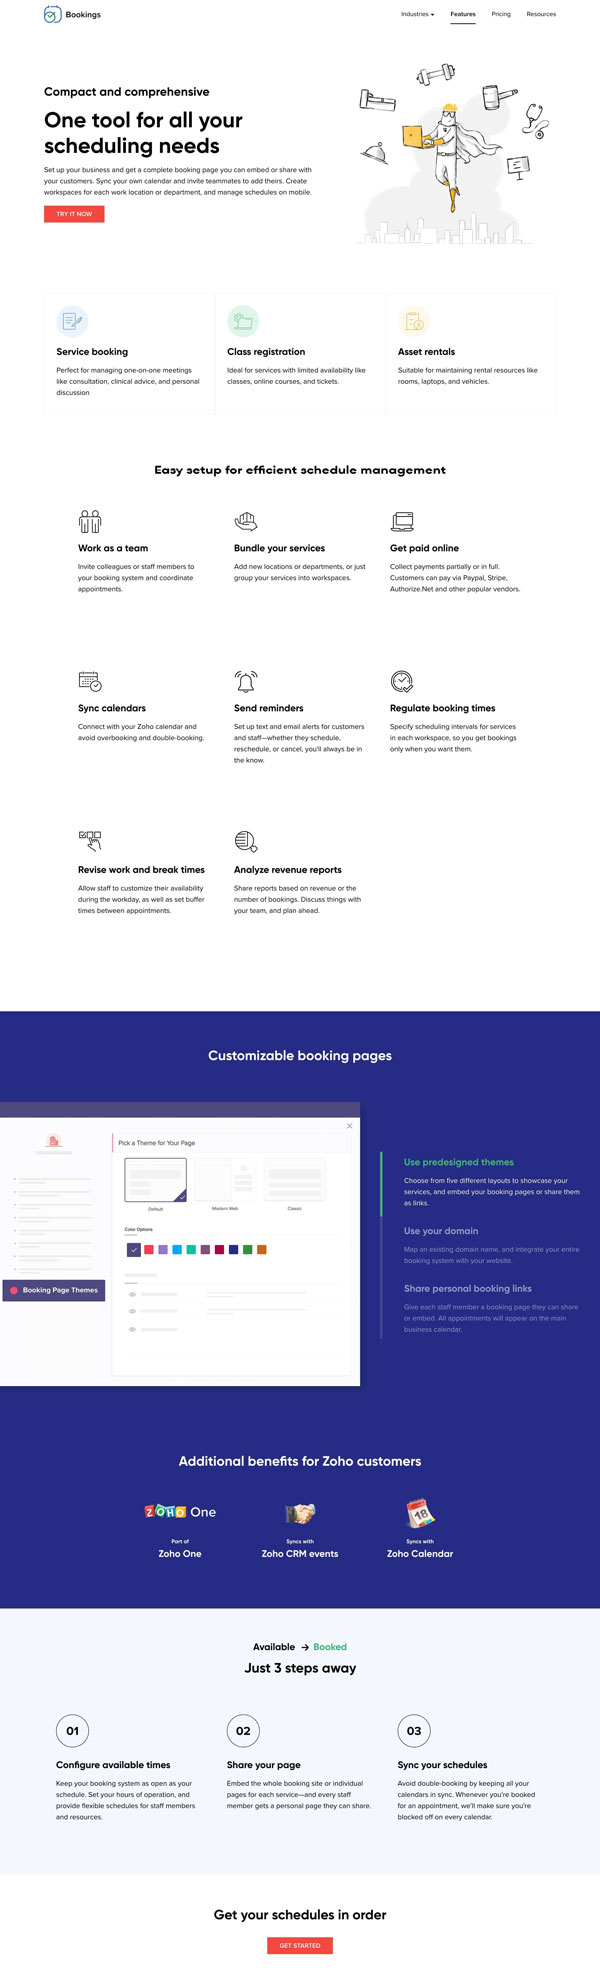 Bookings
Industries
Features
Pricing
Resources
Compact and comprehensive
One tool for all your
scheduling needs
Set up your business and get a complete booking page you can embed or share with
your customers. Sync your own calendar and invite teammates to add theirs. Create
workspaces for each work location or department, and manage schedules on mobile.
TRY IT NOW
Service booking
Perfect for managing one-on-one meetings
like consultation, clinical advice, and personal
discussion
Class registration
Ideal for services with limited availability like
classes, online courses, and tickets.
Asset rentals
Suitable for maintaining rental resources like
rooms, laptops, and vehicles.
Easy setup for efficient schedule management
Work as a team
Invite colleagues or staff members to
your booking system and coordinate
appointments.
Bundle your services
Add new locations or departments, or just
group your services into workspaces.
Get paid online
Collect payments partially or in full.
Customers can pay via Paypal, Stripe,
Authorize.Net and other popular vendors.
Sync calendars
Connect with your Zoho calendar and
avoid overbooking and double-booking.
Send reminders
Set up text and email alerts for customers
and staff—whether they schedule,
reschedule, or cancel, you'll always be in
the know.
Regulate booking times
Specify scheduling intervals for services
in each workspace, so you get bookings
only when you want them.
Revise work and break times
Allow staff to customize their availability
during the workday, as well as set buffer
times between appointments.
Analyze revenue reports
Share reports based on revenue or the
number of bookings. Discuss things with
your team, and plan ahead.
Customizable booking pages
Pick a Theme for Your Page
Default
Modern Web
Classic
Color Options
Booking Page Themes
Use predesigned themes
Choose from five different layouts to showcase your
services, and embed your booking pages or share them
as links.
Use your domain
Map an existing domain name, and integrate your entire
booking system with your website.
Share personal booking links
Give each staff member a booking page they can share
or embed. All appointments will appear on the main
business calendar.
Additional benefits for Zoho customers
ZOHO One
Part of
Zoho One
Syncs with
Zoho CRM events
18
Syncs with
Zoho Calendar
Available → Booked
Just 3 steps away
01
Configure available times
Keep your booking system as open as your
schedule. Set your hours of operation, and
provide flexible schedules for staff members
and resources.
02
Share your page
Embed the whole booking site or individual
pages for each service—and every staff
member gets a personal page they can share.
03
Sync your schedules
Avoid double-booking by keeping all your
calendars in sync. Whenever you're booked
for an appointment, we'll make sure you're
blocked off on every calendar.
Get your schedules in order
GET STARTED